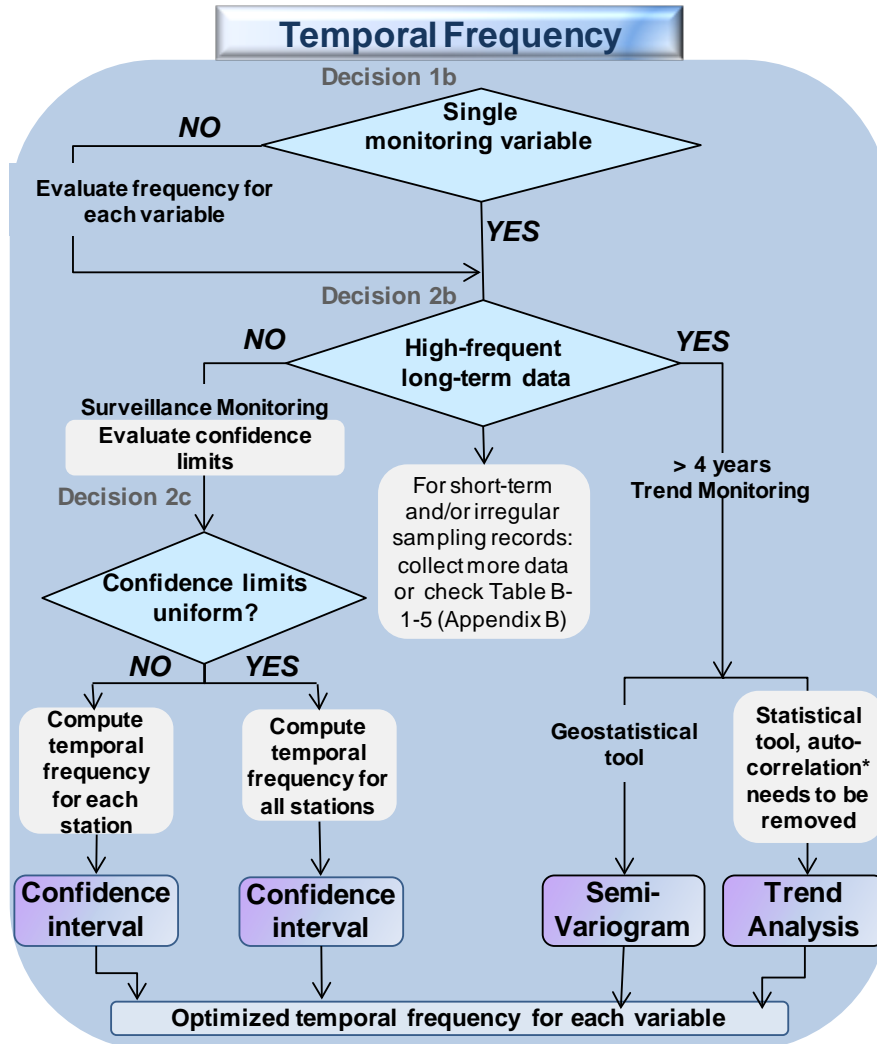 Temporal Frequency
Decision 1b
Single
monitoring variable
NO
Evaluate frequency for
each variable
YES
Decision 2b
NO
YES
High-frequent
long-term data
Surveillance Monitoring
Evaluate confidence
limits
> 4 years
Trend Monitoring
For short-term
and/or irregular
sampling records:
collect more data
or check Table B-
1-5 (Appendix B)
Decision 2c
Confidence limits
uniform?
NO
YES
Compute
temporal
frequency
for each
station
Compute
temporal
frequency for
all stations
Geostatistical
tool
Statistical
tool, auto-
correlation*
needs to be
removed
Confidence
interval
Confidence
interval
Semi-
Variogram
Trend
Analysis
Optimized temporal frequency for each variable